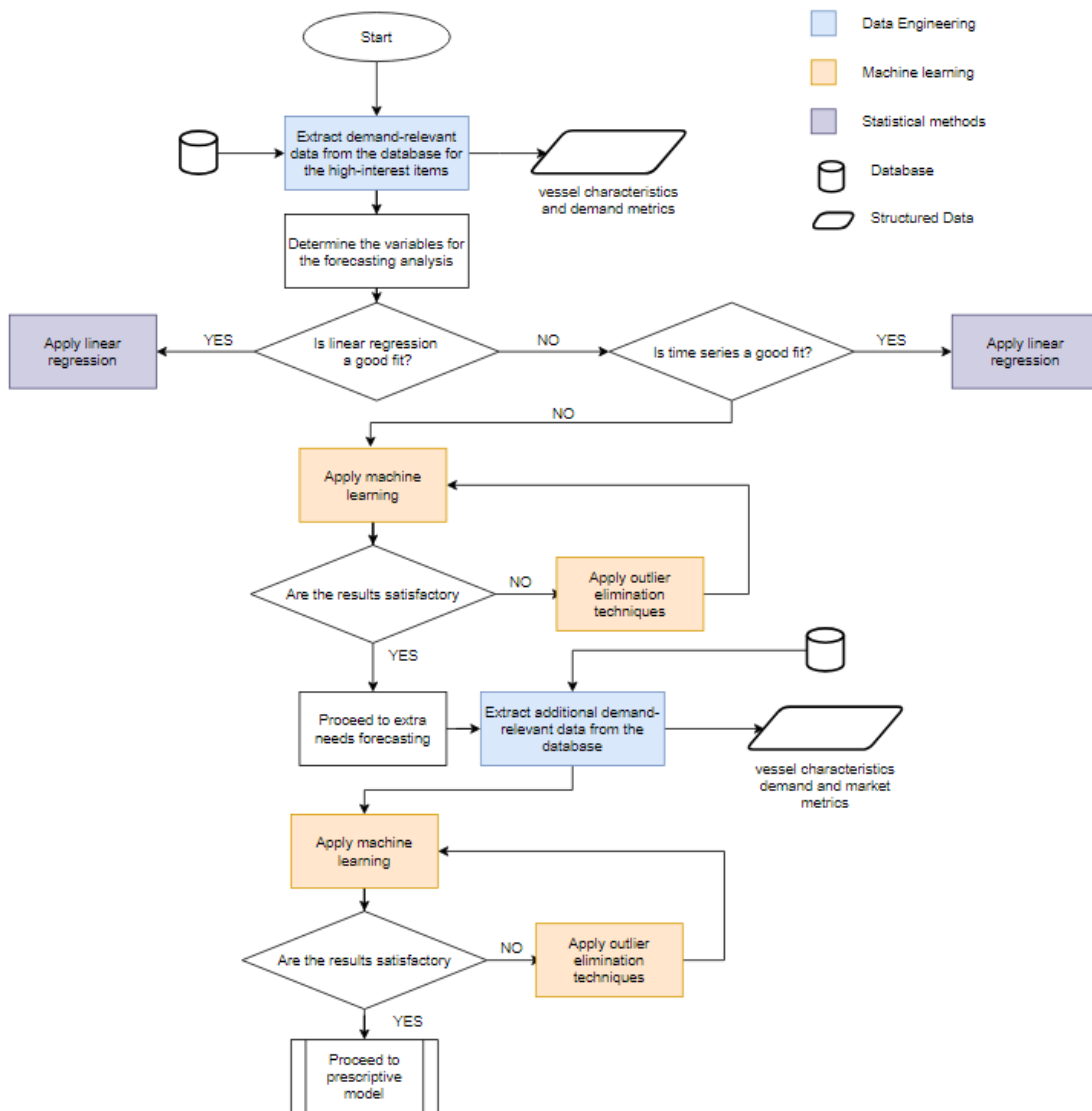 Start
Data Engineering
Machine learning
Statistical methods
Database
Structured Data
Extract demand-relevant
data from the database for
the high-interest items
vessel characteristics
and demand metrics
Determine the variables for
the forecasting analysis
Apply linear
regression
YES
Is linear regression
a good fit?
NO
Is time series a good fit?
YES
Apply linear
regression
NO
Apply machine
learning
Are the results satisfactory
NO
Apply outlier
elimination
techniques
YES
Proceed to extra
needs forecasting
Extract additional demand-
relevant data from the
database
vessel characteristics
demand and market
metrics
Apply machine
learning
Are the results satisfactory
NO
Apply outlier
elimination
techniques
YES
Proceed to
prescriptive
model